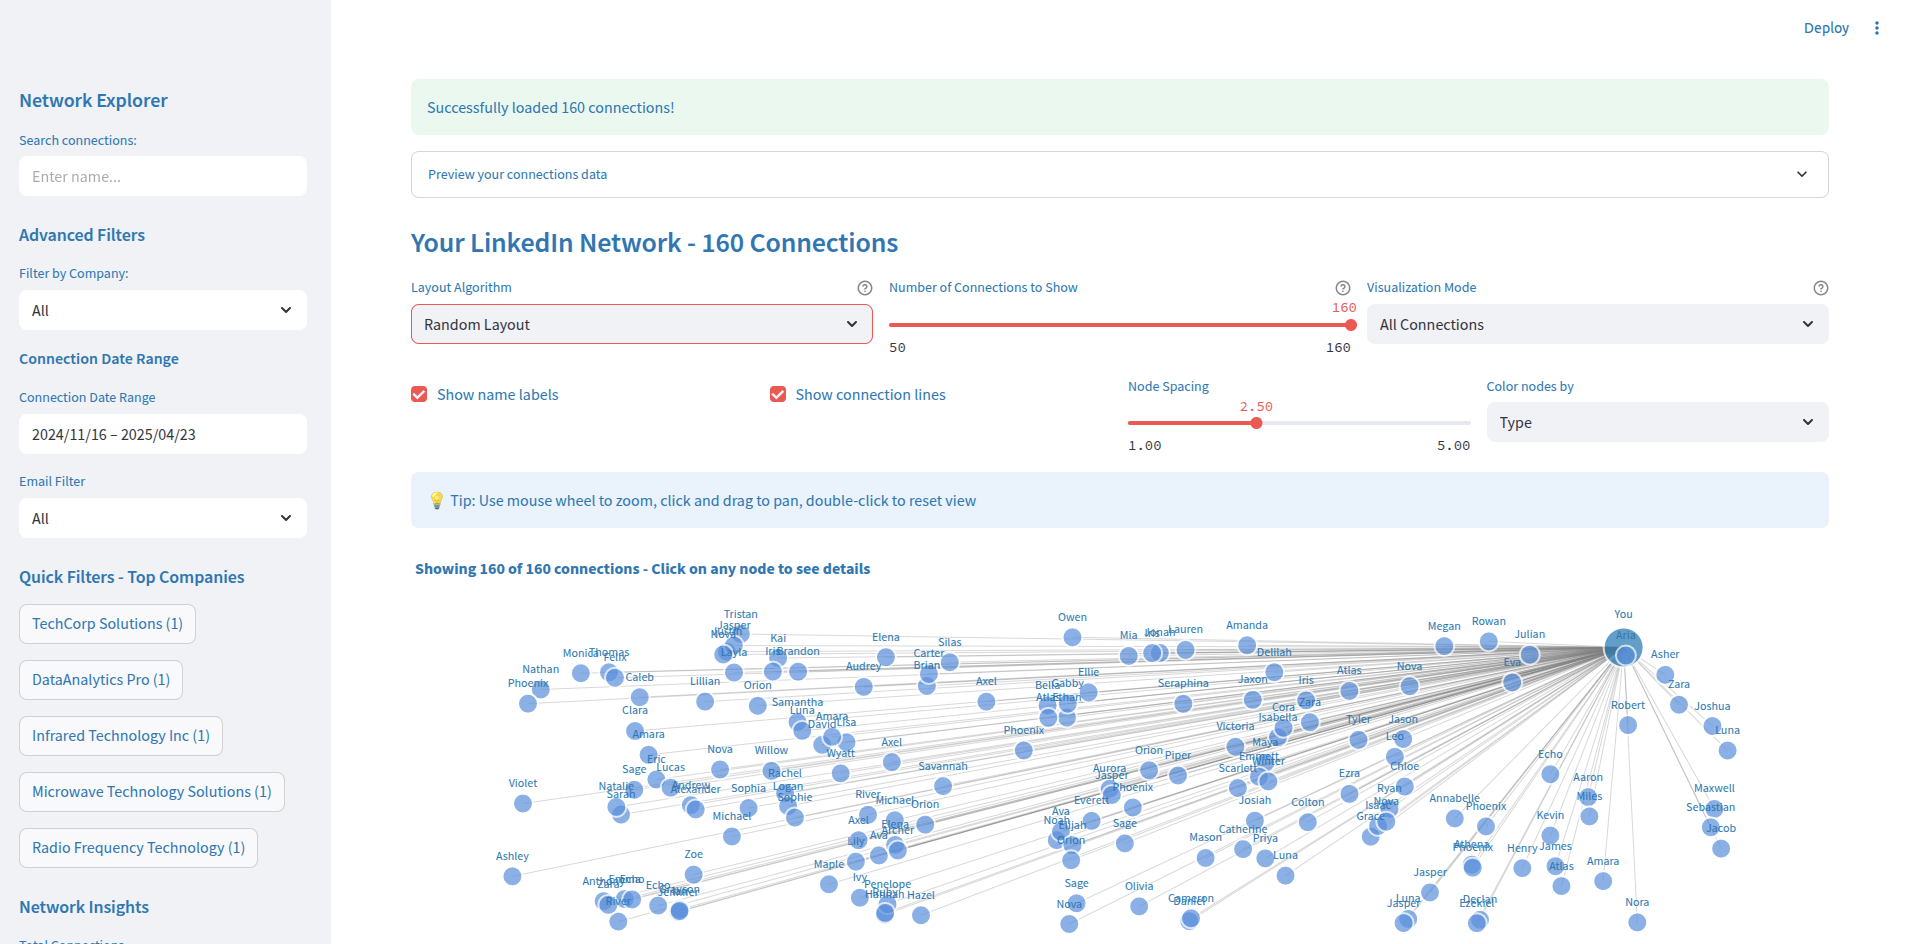 Deploy
Network Explorer
Search connections:
Enter name...
Advanced Filters
Filter by Company:
All
Connection Date Range
Connection Date Range
2024/11/16 – 2025/04/23
Email Filter
All
Quick Filters - Top Companies
TechCorp Solutions (1)
DataAnalytics Pro (1)
Infrared Technology Inc (1)
Microwave Technology Solutions (1)
Radio Frequency Technology (1)
Network Insights
Successfully loaded 160 connections!
Preview your connections data
Your LinkedIn Network - 160 Connections
Layout Algorithm
Random Layout
Number of Connections to Show
160
50
160
Visualization Mode
All Connections
Show name labels
Show connection lines
Node Spacing
2.50
1.00
5.00
Color nodes by
Type
💡 Tip: Use mouse wheel to zoom, click and drag to pan, double-click to reset view
Showing 160 of 160 connections - Click on any node to see details
Tristan
Owen
You
Jasper
Nova
Kai
Elena
Silas
Mia
Lauren
Amanda
Megan
Rowan
Julian
Aria
Monica
Thomas
Felix
Layla
Brandon
Carter
Brian
Delilah
Asher
Nathan
Phoenix
Caleb
Lillian
Orion
Audrey
Axel
Ellie
Gabby
Ethan
Seraphina
Jaxon
Iris
Atlas
Nova
Eva
Zara
Clara
Samantha
Luna
Amara
David
Lisa
Zara
Cora
Isabella
Robert
Joshua
Amara
Phoenix
Victoria
Tyler
Jason
Luna
Eric
Nova
Willow
Wyatt
Axel
Orion
Piper
Maya
Leo
Echo
Sage
Lucas
Rachel
Savannah
Aurora
Jasper
Scarlett
Winter
Ezra
Chloe
Aaron
Violet
Natalie
Sarah
Andrew
Alexander
Sophia
Logan
Sophie
River
Michael
Orion
Everett
Phoenix
Josiah
Colton
Ryan
Nova
Grace
Annabelle
Phoenix
Miles
Maxwell
Sebastian
Michael
Axel
Elena
Archer
Ava
Lily
Ava
Noah
Elijah
Orion
Sage
Catherine
Mason
Priya
Kevin
Jacob
Ashley
Zoe
Maple
Luna
Athena
Phoenix
Henry
James
Atlas
Amara
Echo
Echo
River
Ivy
Penelope
Ruby
Hannah
Hazel
Sage
Nova
Olivia
Cameron
Daniel
Jasper
Luna
Jasper
Declan
Ezekiel
Nora